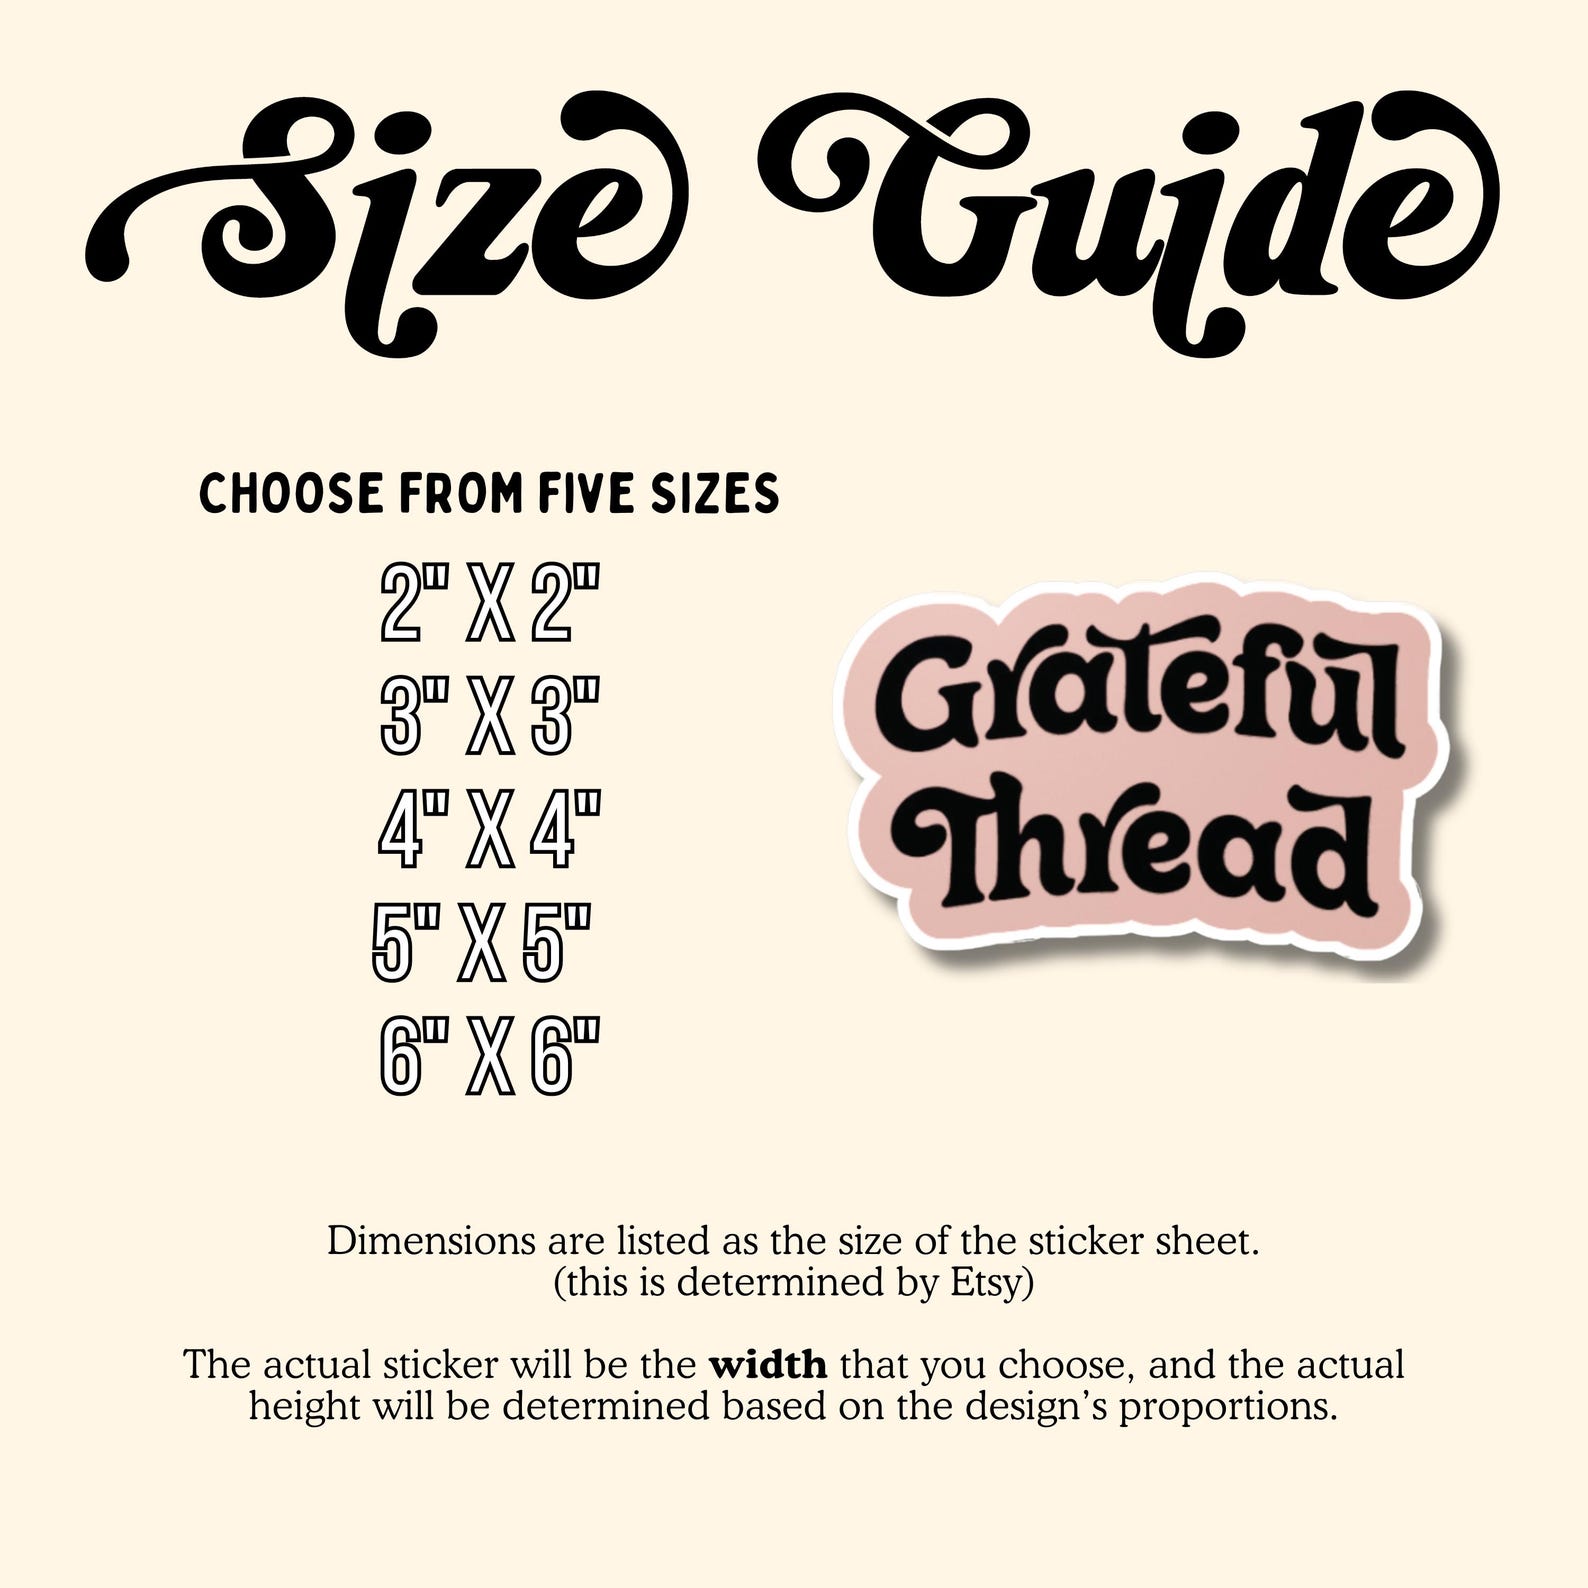 Size Guide
CHOOSE FROM FIVE SIZES
2" X 2"
3" X 3"
4" X 4"
5" X 5"
6" X 6"
Grateful
Thread
Dimensions are listed as the size of the sticker sheet.
(this is determined by Etsy)
The actual sticker will be the width that you choose, and the actual
height will be determined based on the design’s proportions.